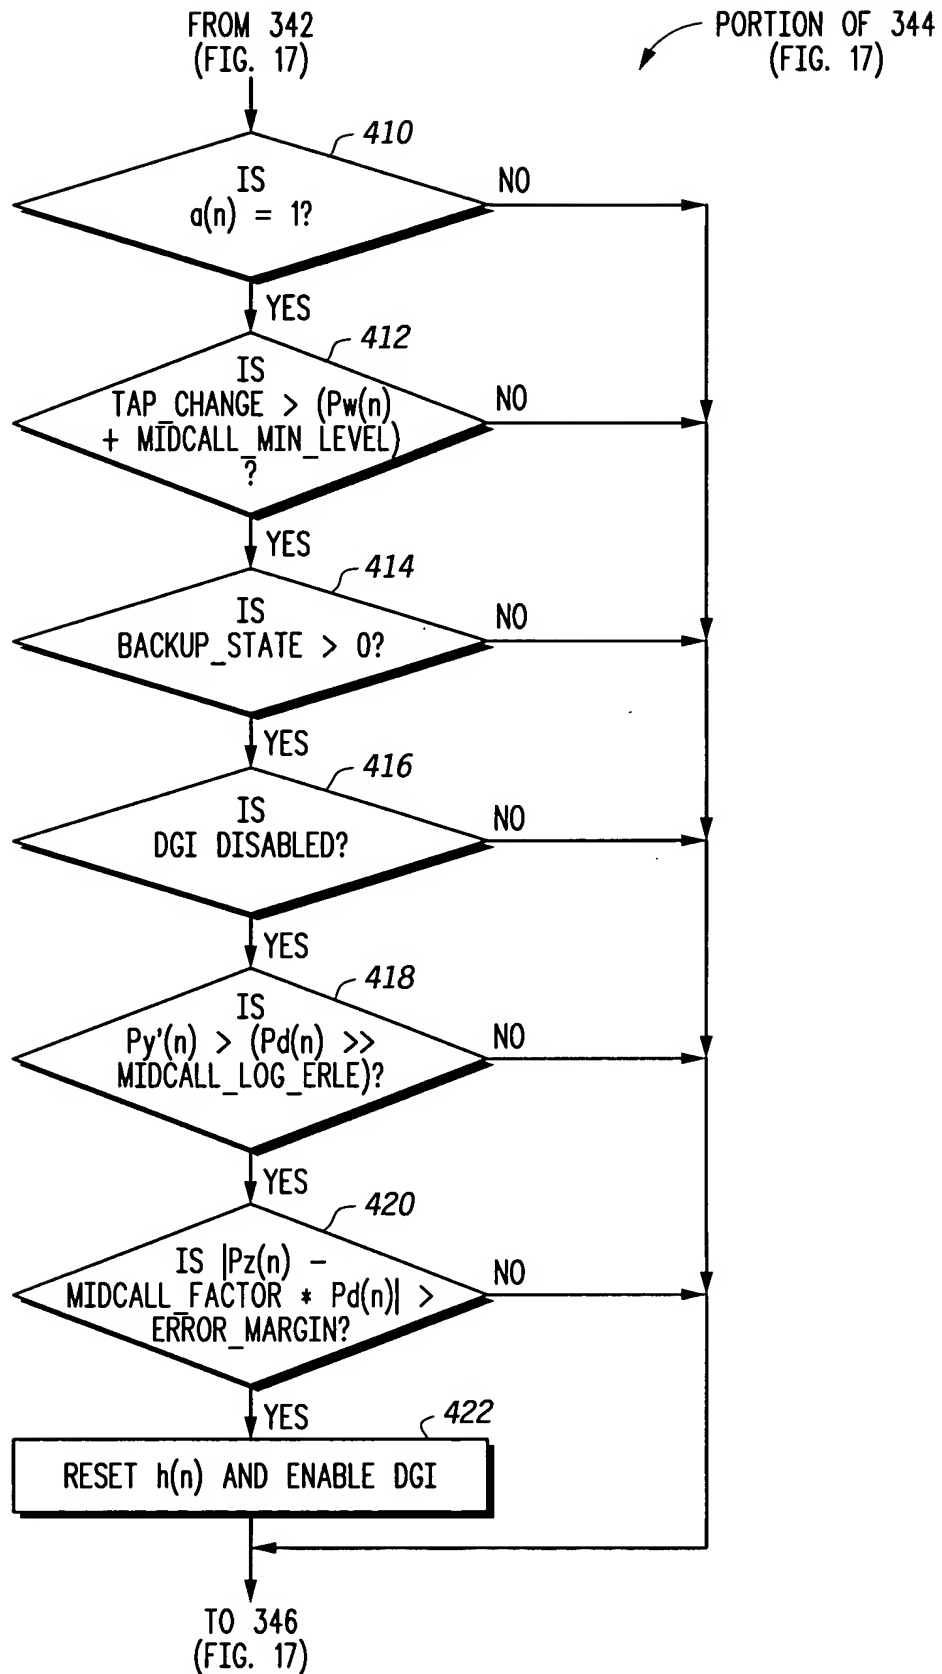 FROM 342
(FIG. 17)
PORTION OF 344
(FIG. 17)
410
IS
a(n) = 1?
NO
YES
412
IS
TAP_CHANGE > (Pw(n)
+ MIDCALL_MIN_LEVEL)
?
NO
YES
414
IS
BACKUP_STATE > 0?
NO
YES
416
IS
DGI DISABLED?
NO
YES
418
IS
Py'(n) > (Pd(n) >>
MIDCALL_LOG_ERLE)?
NO
YES
420
IS |Pz(n) -
MIDCALL_FACTOR * Pd(n)| >
ERROR_MARGIN?
NO
YES
422
RESET h(n) AND ENABLE DGI
TO 346
(FIG. 17)